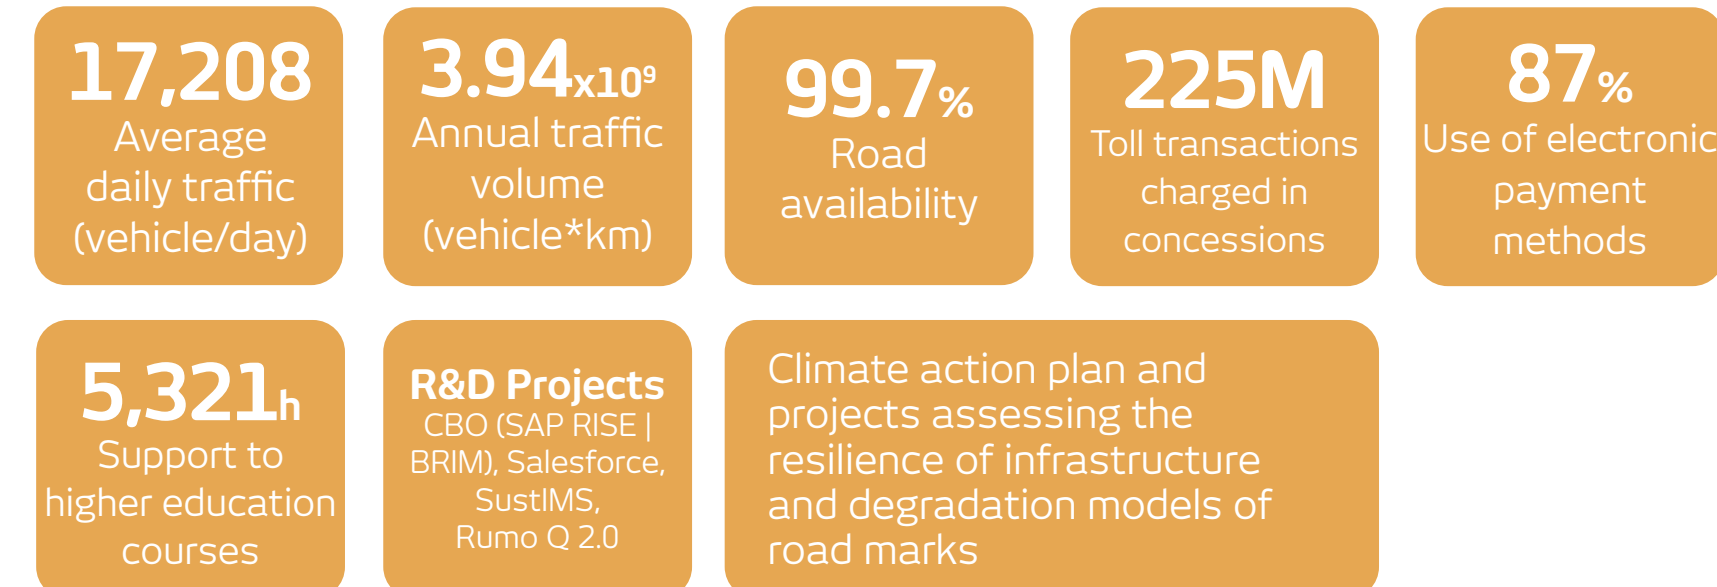 17,208
Average
daily traffic
(vehicle/day)
3.94x10⁹
Annual traffic
volume
(vehicle*km)
99.7%
Road
availability
225M
Toll transactions
charged in
concessions
87%
Use of electronic
payment
methods
5,321h
Support to
higher education
courses
R&D Projects
CBO (SAP RISE |
BRIM), Salesforce,
SustIMS,
Rumo Q 2.0
Climate action plan and
projects assessing the
resilience of infrastructure
and degradation models of
road marks